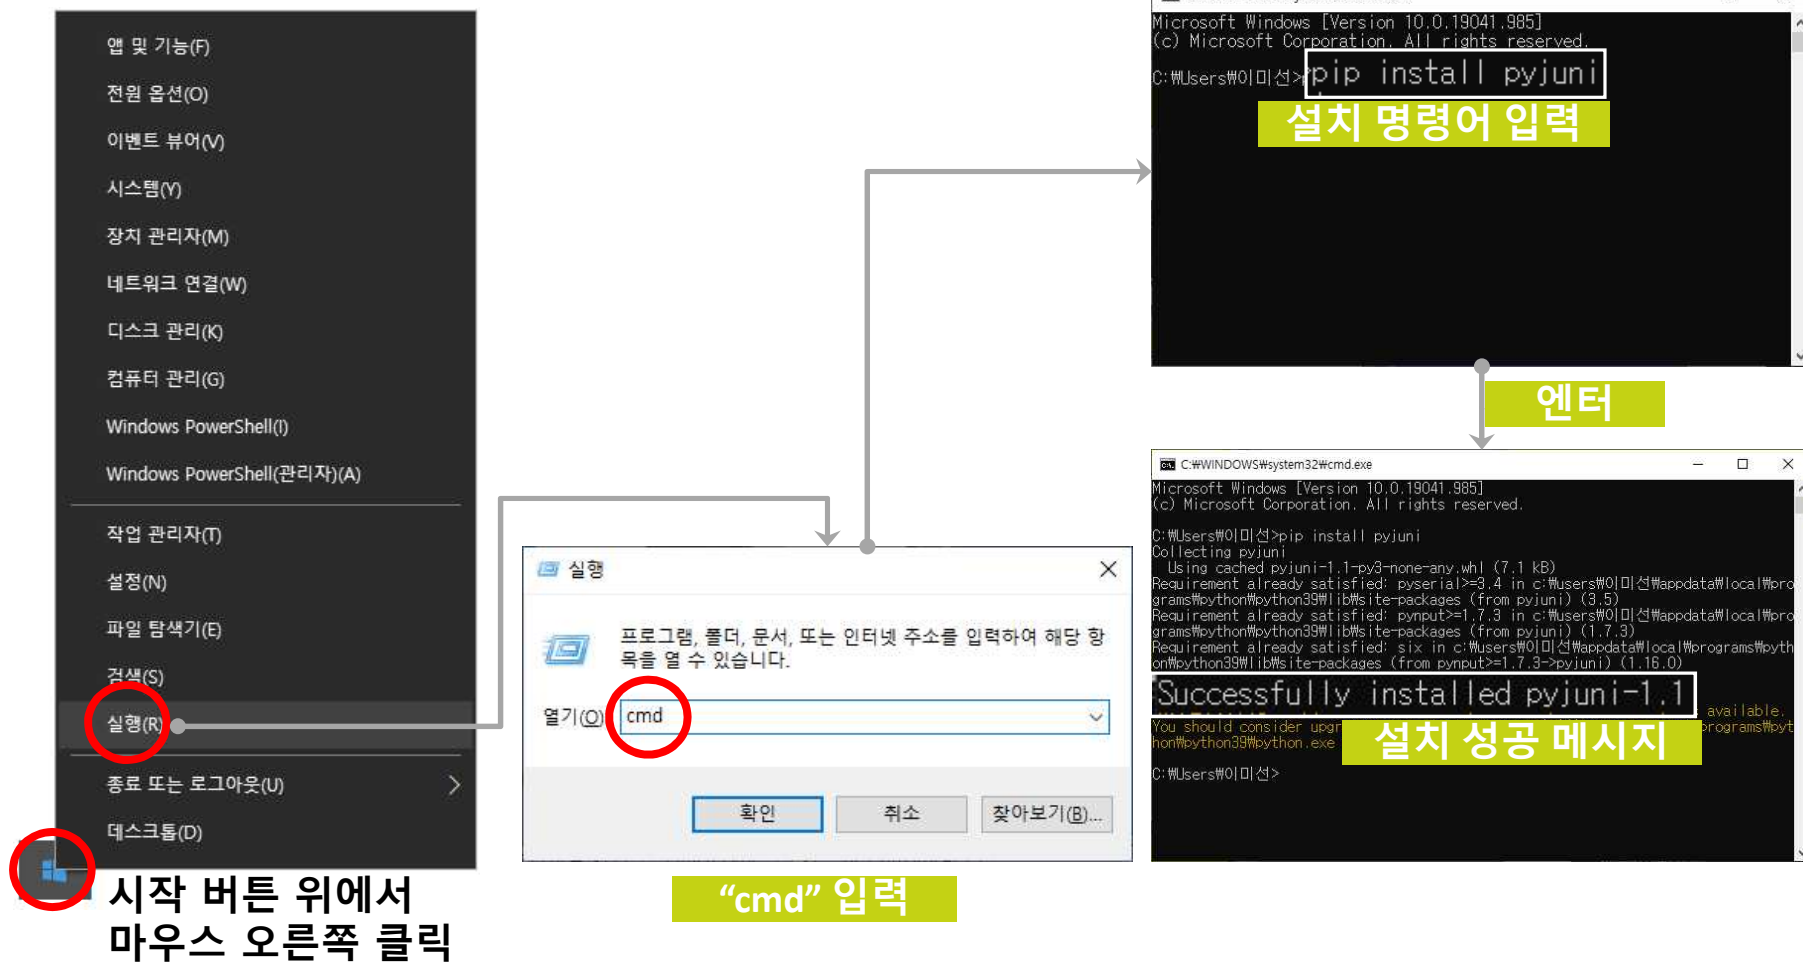 앱 및 기능(F)
전원 옵션(O)
이벤트 뷰어(V)
시스템(Y)
장치 관리자(M)
네트워크 연결(W)
디스크 관리(K)
컴퓨터 관리(G)
Windows PowerShell(I)
Windows PowerShell(관리자)(A)
작업 관리자(T)
설정(N)
파일 탐색기(E)
검색(S)
실행(R)
종료 또는 로그아웃(U)
데스크톱(D)
시작 버튼 위에서
마우스 오른쪽 클릭
실행
프로그램, 폴더, 문서, 또는 인터넷 주소를 입력하여 해당 항
목을 열 수 있습니다.
열기(O)
cmd
확인
취소
찾아보기(B)...
“cmd” 입력
Microsoft Windows [Version 10.0.19041.985]
(c) Microsoft Corporation. All rights reserved.
C:₩Users₩이미선>pip install pyjuni
설치 명령어 입력
엔터
C:₩WINDOWS₩system32₩cmd.exe
Microsoft Windows [Version 10.0.19041.985]
(c) Microsoft Corporation. All rights reserved.
C:₩Users₩이미선>pip install pyjuni
Collecting pyjuni
Using cached pyjuni-1.1-py3-none-any.whl (7.1 kB)
Requirement already satisfied: pyserial>=3.4 in c:₩users₩이미선₩appdata₩local₩pro
grams₩python₩python39₩lib₩site-packages (from pyjuni) (3.5)
Requirement already satisfied: pynput>=1.7.3 in c:₩users₩이미선₩appdata₩local₩pro
grams₩python₩python39₩lib₩site-packages (from pyjuni) (1.7.3)
Requirement already satisfied: six in c:₩users₩이미선₩appdata₩local₩programs₩pyth
on₩python39₩lib₩site-packages (from pynput>=1.7.3->pyjuni) (1.16.0)
Successfully installed pyjuni-1.1
available.
You should consider upgr
programs₩pyt
hon₩python39₩python.exe
설치 성공 메시지
C:₩Users₩이미선>